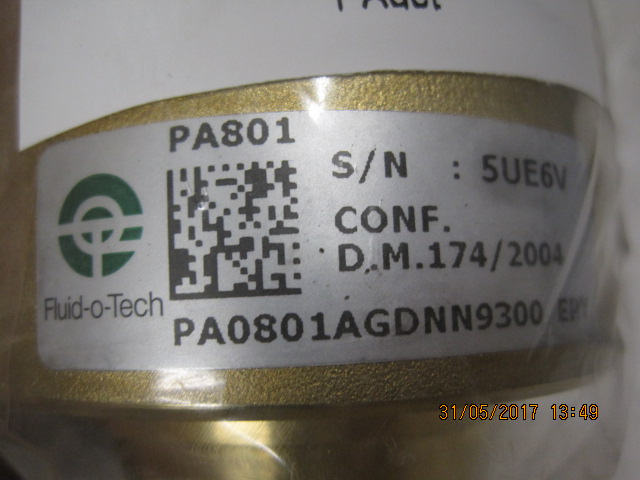 PA801
S/N : 5UE6V
CONF.
D.M.174/2004
Fluid-o-Tech
PA0801AGDNN9300
31/05/2017 13:49